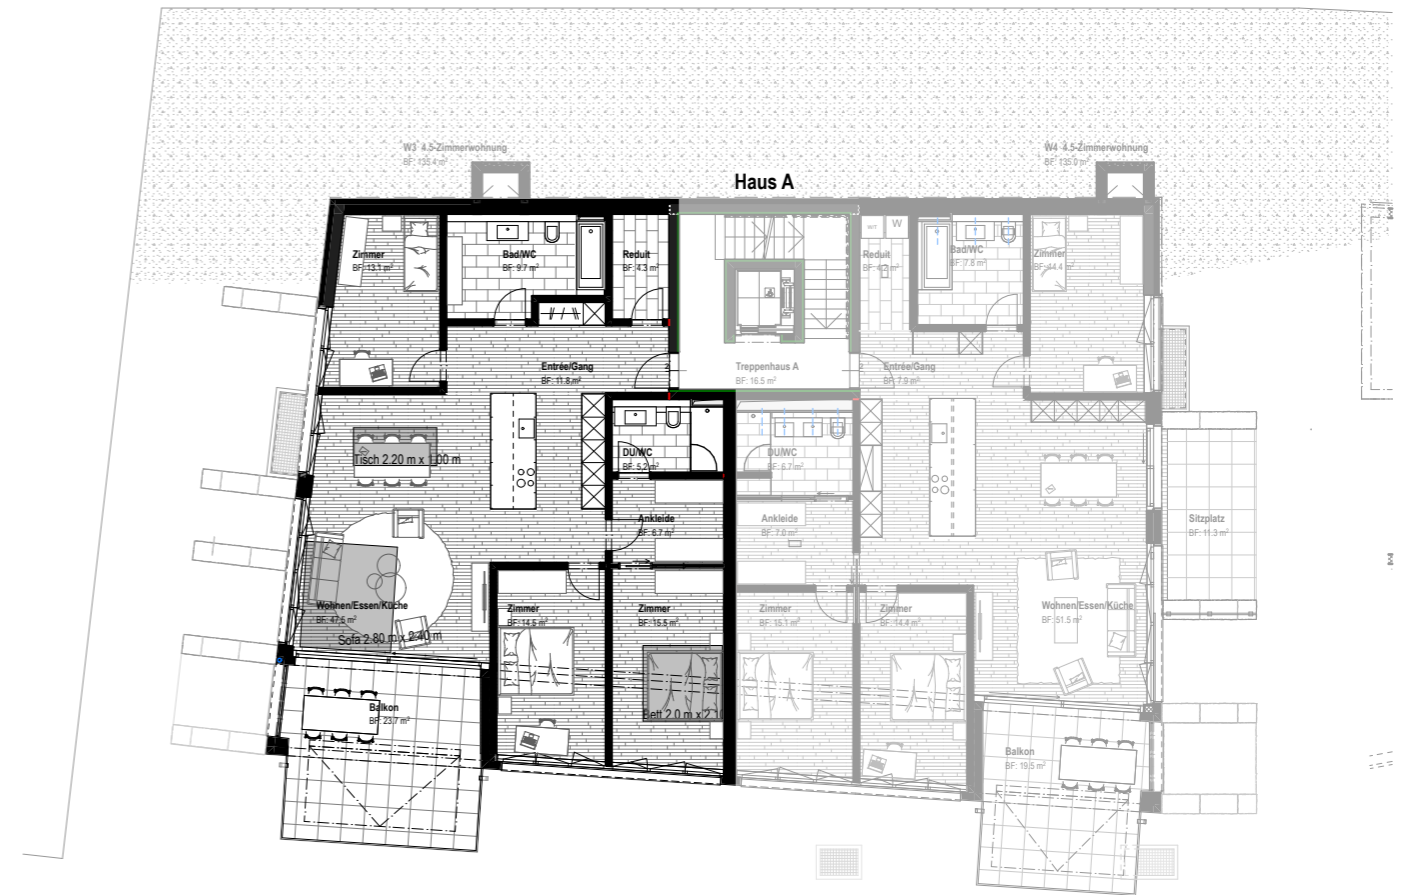 W3 4.5-Zimmerwohnung
BF: 135.4 m²
W4 4.5-Zimmerwohnung
BF: 135.0 m²
Haus A
Zimmer
BF: 13.1 m²
Bad/WC
BF: 9.7 m²
Reduit
BF: 4.3 m²
W/T
W
Reduit
Bad/WC
BF: 7.8 m²
Zimmer
BF: 14.4 m²
Entrée/Gang
BF: 11.8 m²
2
Treppenhaus A
BF: 16.5 m²
2
Entrée/Gang
BF: 7.9 m²
Tisch 2.20 m x 1.00 m
DU/WC
BF: 5.2 m²
DU/WC
BF: 6.7 m²
Ankleide
BF: 6.7 m²
Ankleide
BF: 7.0 m²
Sitzplatz
BF: 11.3 m²
Wohnen/Essen/Küche
BF: 47.5 m²
Sofa 2.80 m x 2.40 m
Zimmer
BF: 14.5 m²
Zimmer
BF: 15.5 m²
Zimmer
BF: 15.1 m²
Zimmer
BF: 14.4 m²
Wohnen/Essen/Küche
BF: 51.5 m²
Balkon
BF: 23.7 m²
Bett 2.0 m x 2.10
Balkon
BF: 19.5 m²